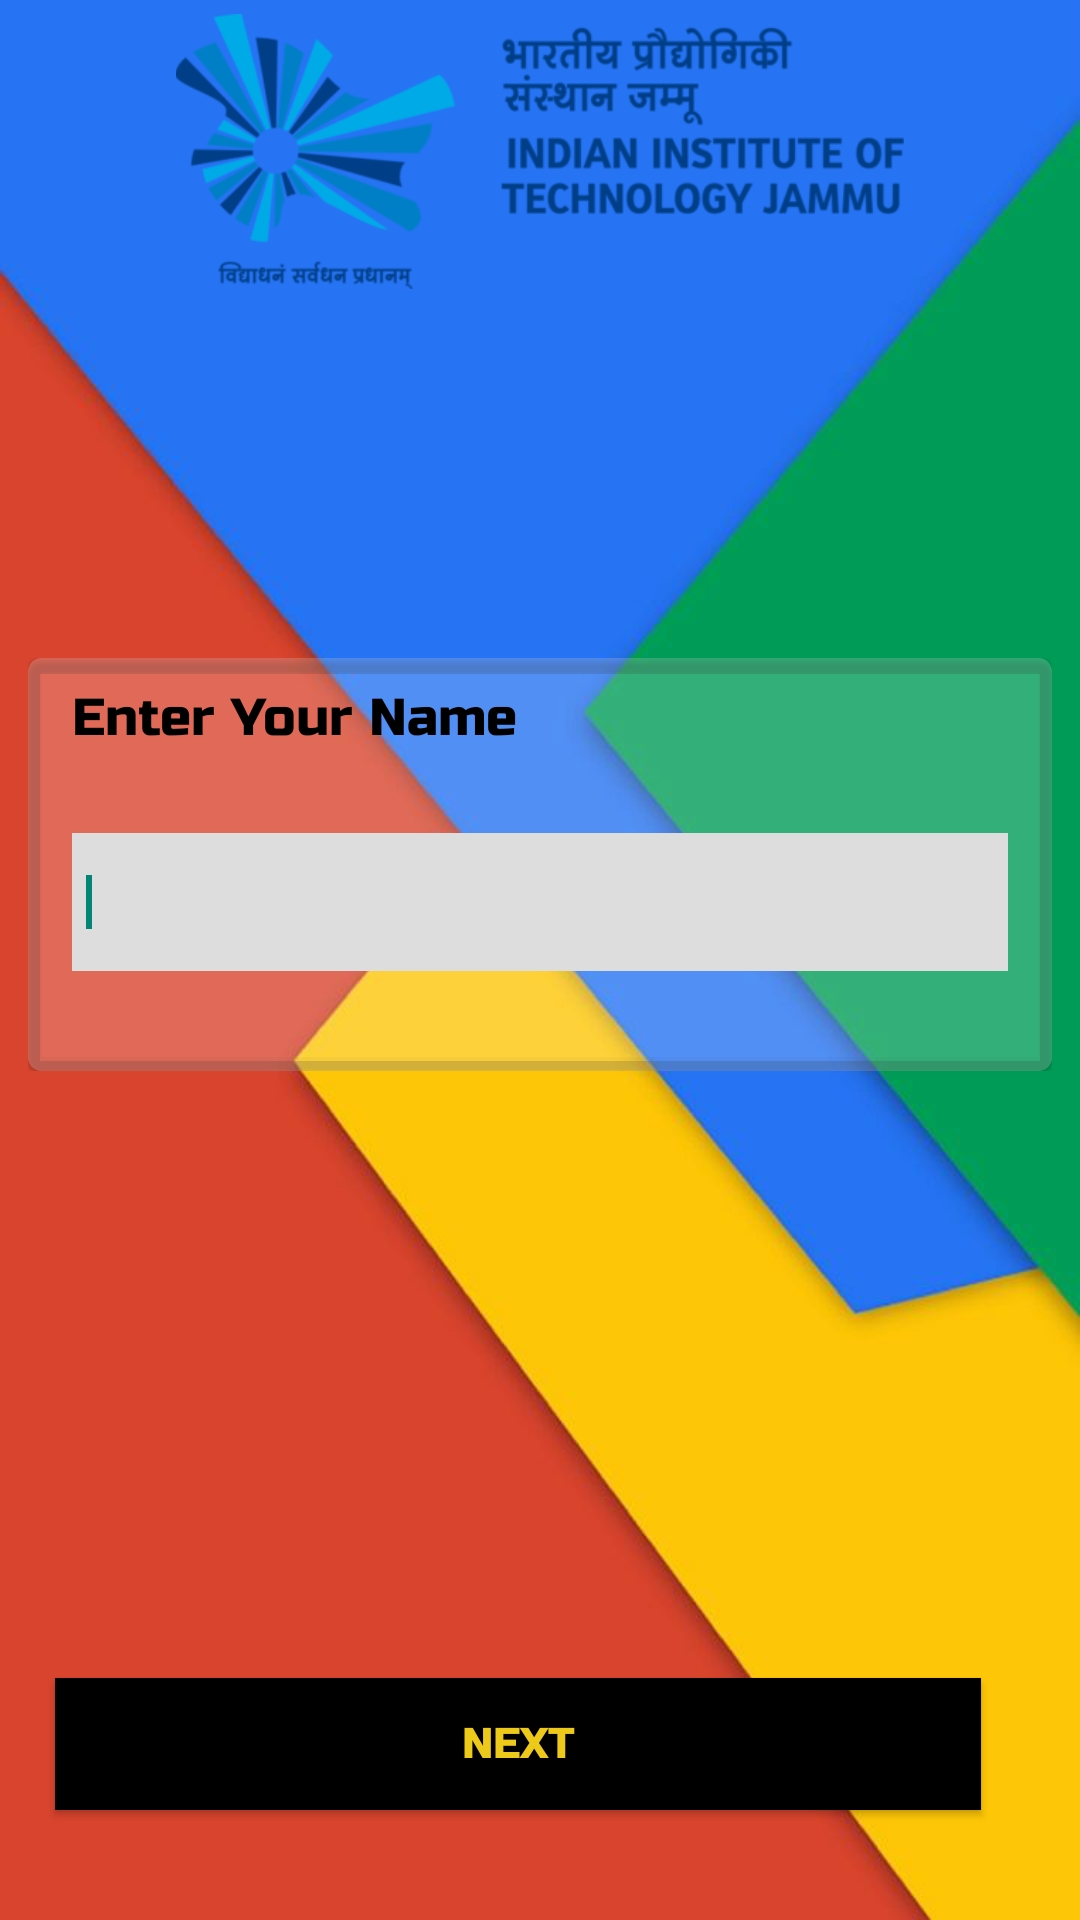 भारतीय प्रौद्योगिकी
संस्थान जम्मू
INDIAN INSTITUTE OF
TECHNOLOGY JAMMU
विद्याधनं सर्वधन प्रधानम्
Enter Your Name
NEXT